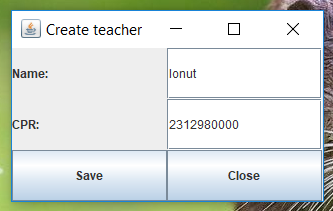 Create teacher
Name: Ionut
CPR: 2312980000
Save Close